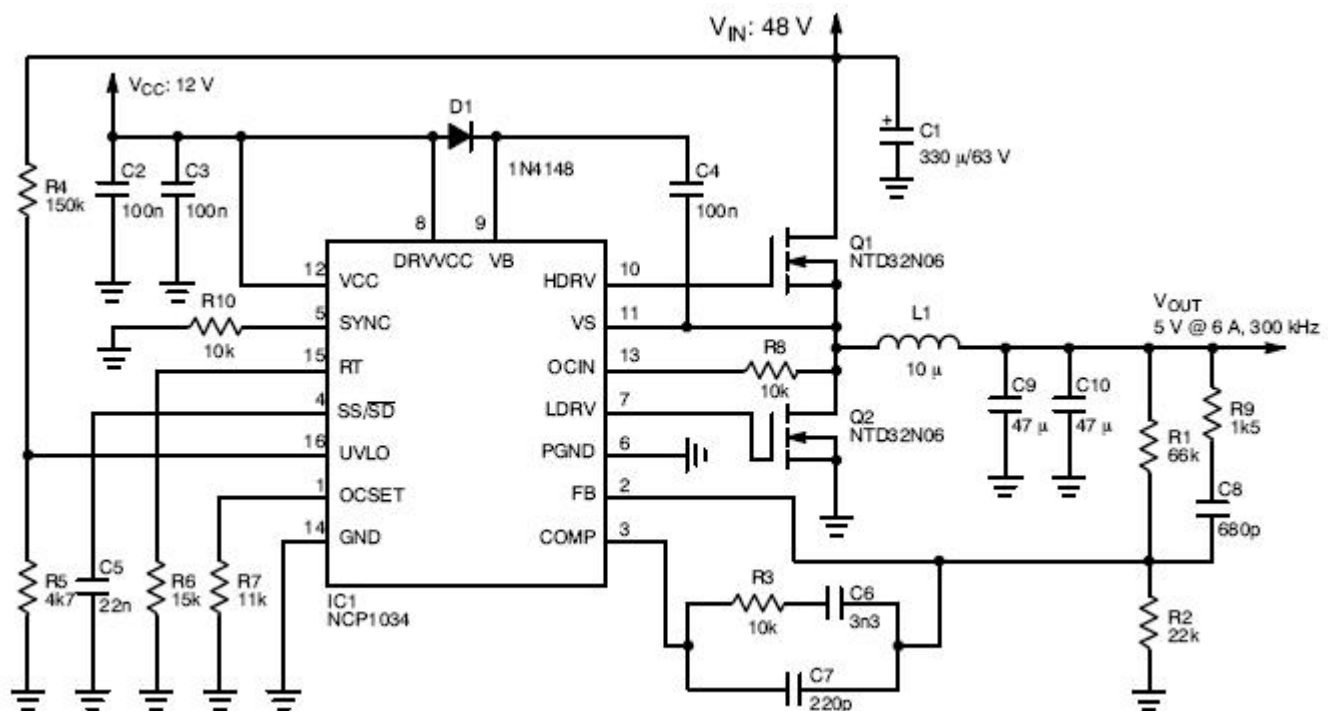 VIN: 48 V
VCC: 12 V
D1
1N4148
C1
330 µ/63 V
+
R4
150k
C2
100n
C3
100n
C4
100n
8
9
DRVVCC
VB
12
VCC
HDRV
10
Q1
NTD32N06
R10
10k
5
SYNC
VS
11
VOUT
5 V @ 6 A, 300 kHz
L1
10 µ
15
RT
OCIN
13
R8
10k
4
SS/SD
LDRV
7
Q2
NTD32N06
C9
47 µ
C10
47 µ
R1
66k
R9
1k5
16
UVLO
PGND
6
1
OCSET
FB
2
C8
680p
14
GND
COMP
3
R5
4k7
C5
22n
R6
15k
R7
11k
IC1
NCP1034
R3
10k
C6
3n3
C7
220p
R2
22k